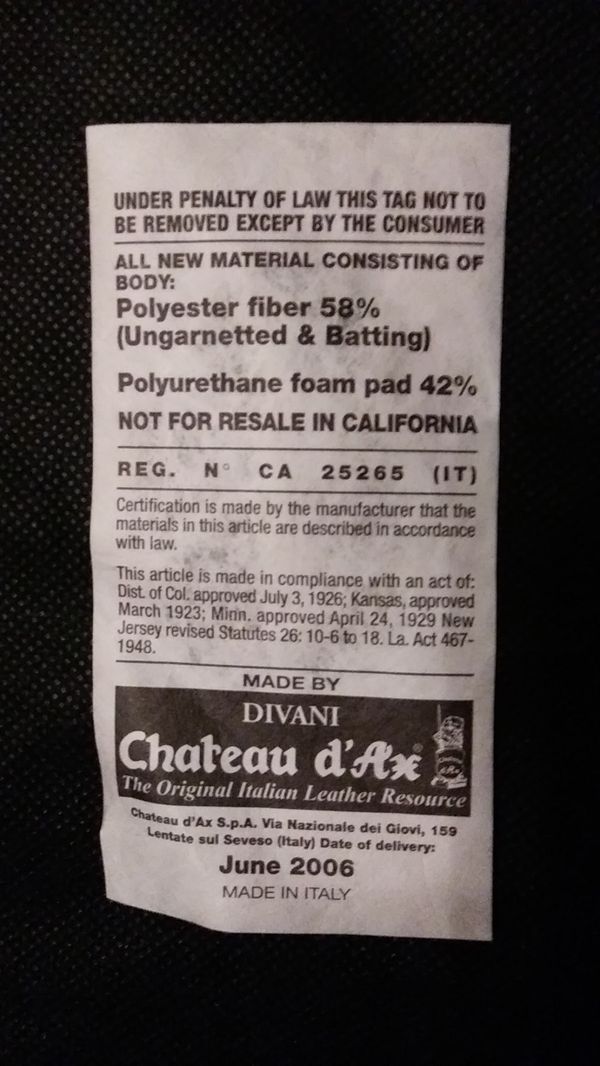 UNDER PENALTY OF LAW THIS TAG NOT TO
BE REMOVED EXCEPT BY THE CONSUMER
ALL NEW MATERIAL CONSISTING OF
BODY:
Polyester fiber 58%
(Ungarnetted & Batting)
Polyurethane foam pad 42%
NOT FOR RESALE IN CALIFORNIA
REG. N° CA 25265 (IT)
Certification is made by the manufacturer that the
materials in this article are described in accordance
with law.
This article is made in compliance with an act of:
Dist. of Col. approved July 3, 1926; Kansas, approved
March 1923; Minn. approved April 24, 1929 New
Jersey revised Statutes 26: 10-6 to 18. La. Act 467-
1948.
MADE BY
DIVANI
Chateau d'Ax®
The Original Italian Leather Resource
Chateau d'Ax S.p.A. Via Nazionale dei Giovi, 159
Lentate sul Seveso (Italy) Date of delivery:
June 2006
MADE IN ITALY